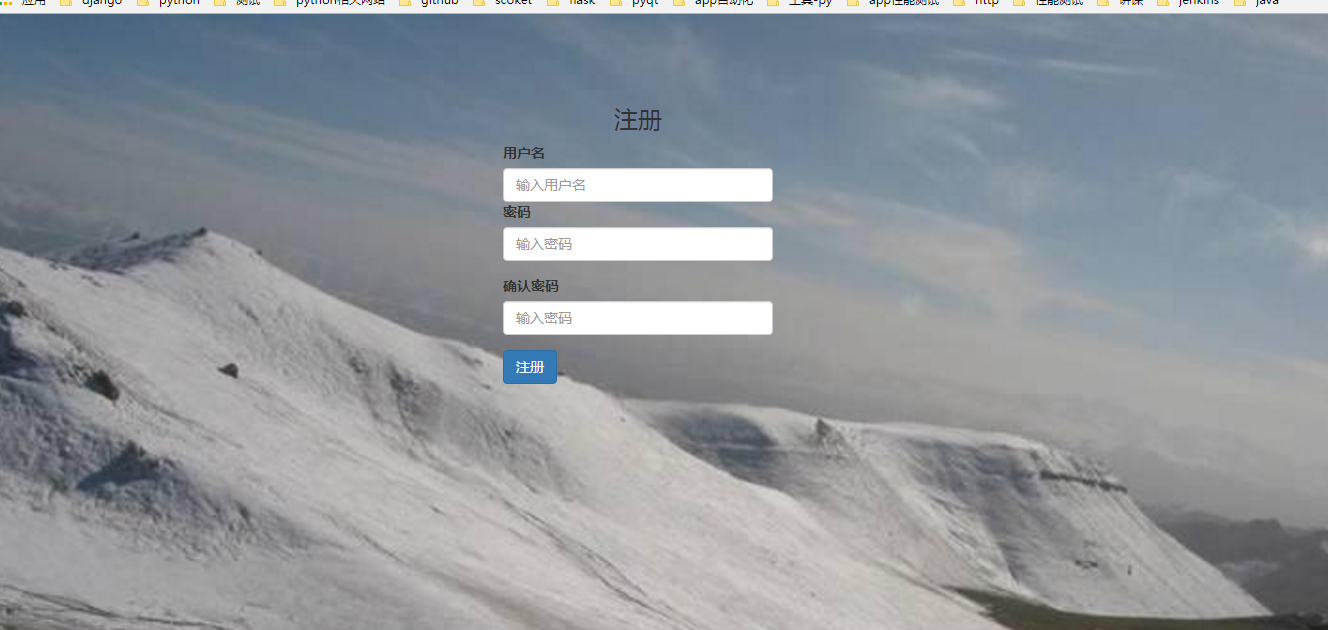 应用 django python 测试 python相关网站 github scoket flask pyqt app自动化 工具-py app性能测试 http 性能测试 讲课 jenkins java
注册
用户名
输入用户名
密码
输入密码
确认密码
输入密码
注册